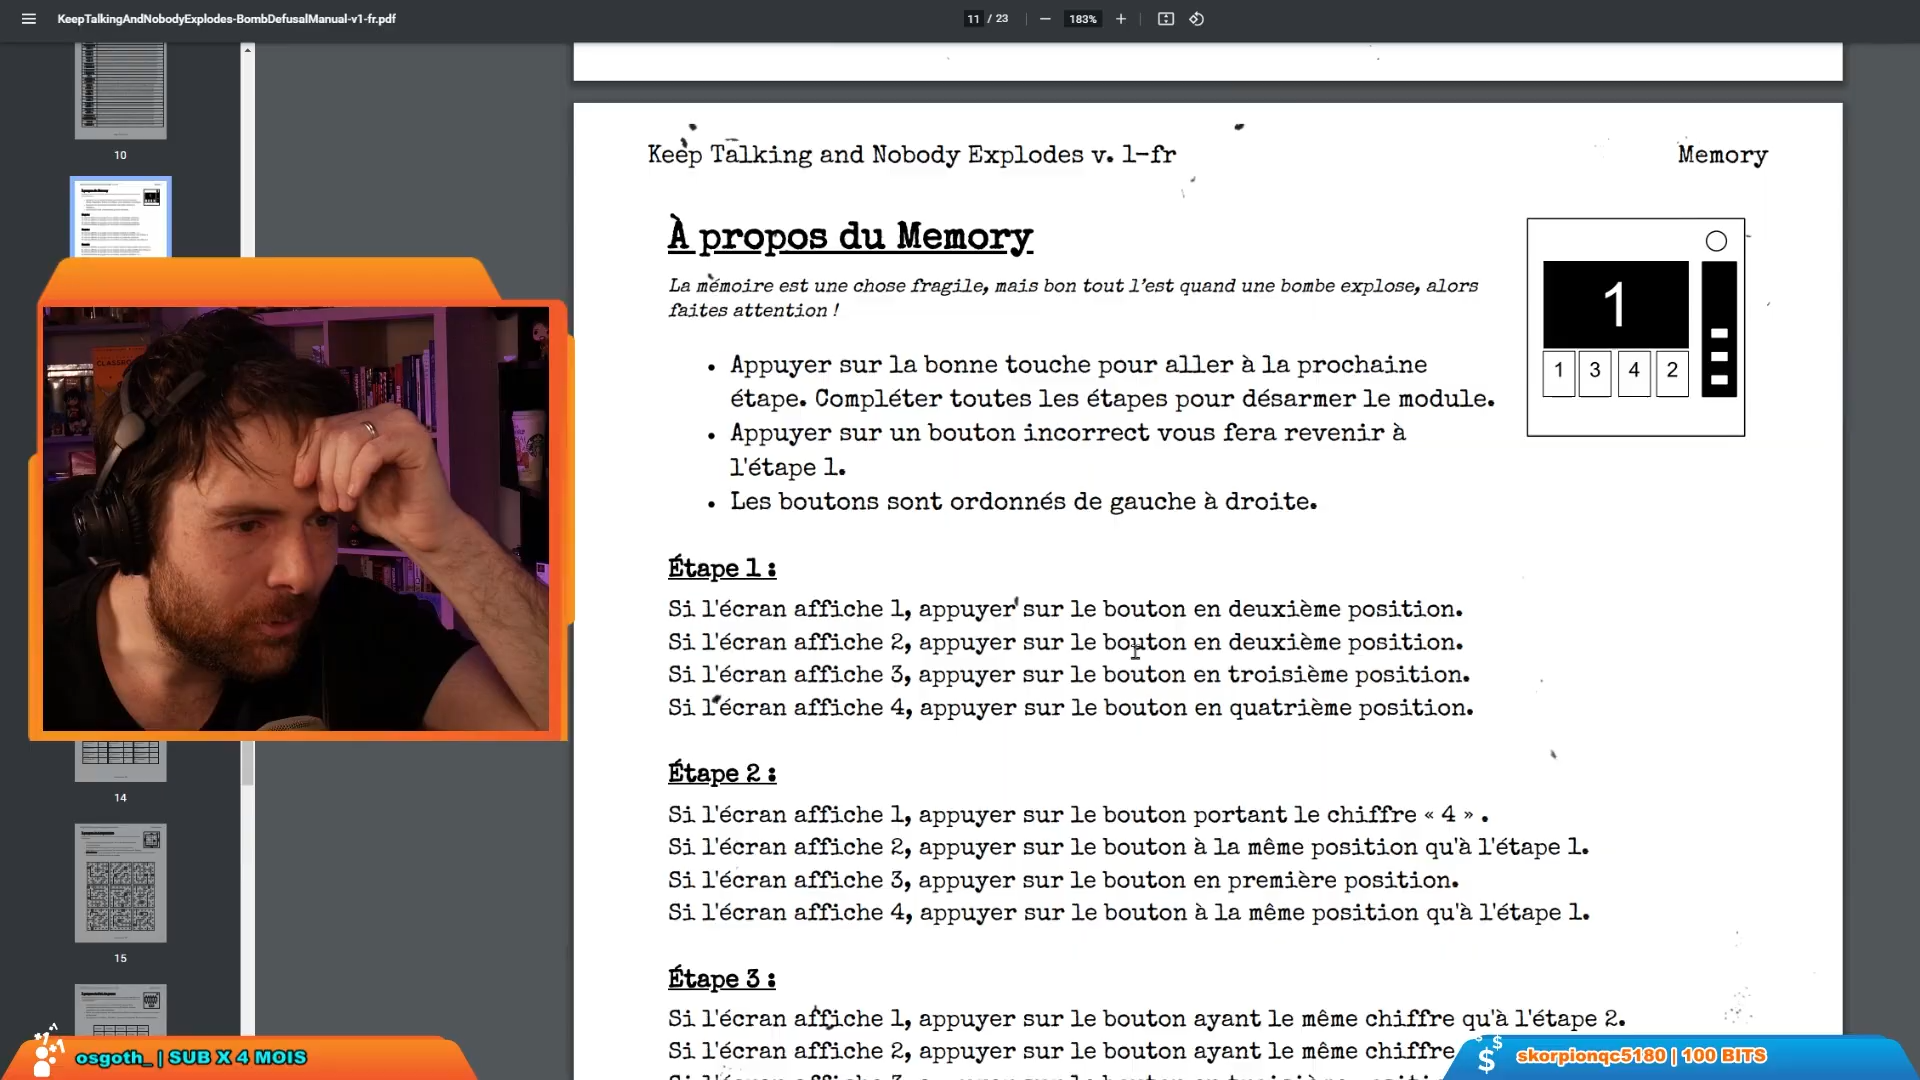 KeepTalkingAndNobodyExplodes-BombDefusalManual-v1-fr.pdf
11 / 23
183%
10
14
15
Keep Talking and Nobody Explodes v. 1-fr
Memory
À propos du Memory
La mémoire est une chose fragile, mais bon tout l'est quand une bombe explose, alors
faites attention !
1
1 3 4 2
• Appuyer sur la bonne touche pour aller à la prochaine
étape. Compléter toutes les étapes pour désarmer le module.
• Appuyer sur un bouton incorrect vous fera revenir à
l'étape 1.
• Les boutons sont ordonnés de gauche à droite.
Étape 1 :
Si l'écran affiche 1, appuyer sur le bouton en deuxième position.
Si l'écran affiche 2, appuyer sur le bouton en deuxième position.
Si l'écran affiche 3, appuyer sur le bouton en troisième position.
Si l'écran affiche 4, appuyer sur le bouton en quatrième position.
Étape 2 :
Si l'écran affiche 1, appuyer sur le bouton portant le chiffre « 4 » .
Si l'écran affiche 2, appuyer sur le bouton à la même position qu'à l'étape 1.
Si l'écran affiche 3, appuyer sur le bouton en première position.
Si l'écran affiche 4, appuyer sur le bouton à la même position qu'à l'étape 1.
Étape 3 :
Si l'écran affiche 1, appuyer sur le bouton ayant le même chiffre qu'à l'étape 2.
Si l'écran affiche 2, appuyer sur le bouton ayant le même chiffre
osgoth_ | SUB X 4 MOIS
skorpionqc5180 | 100 BITS